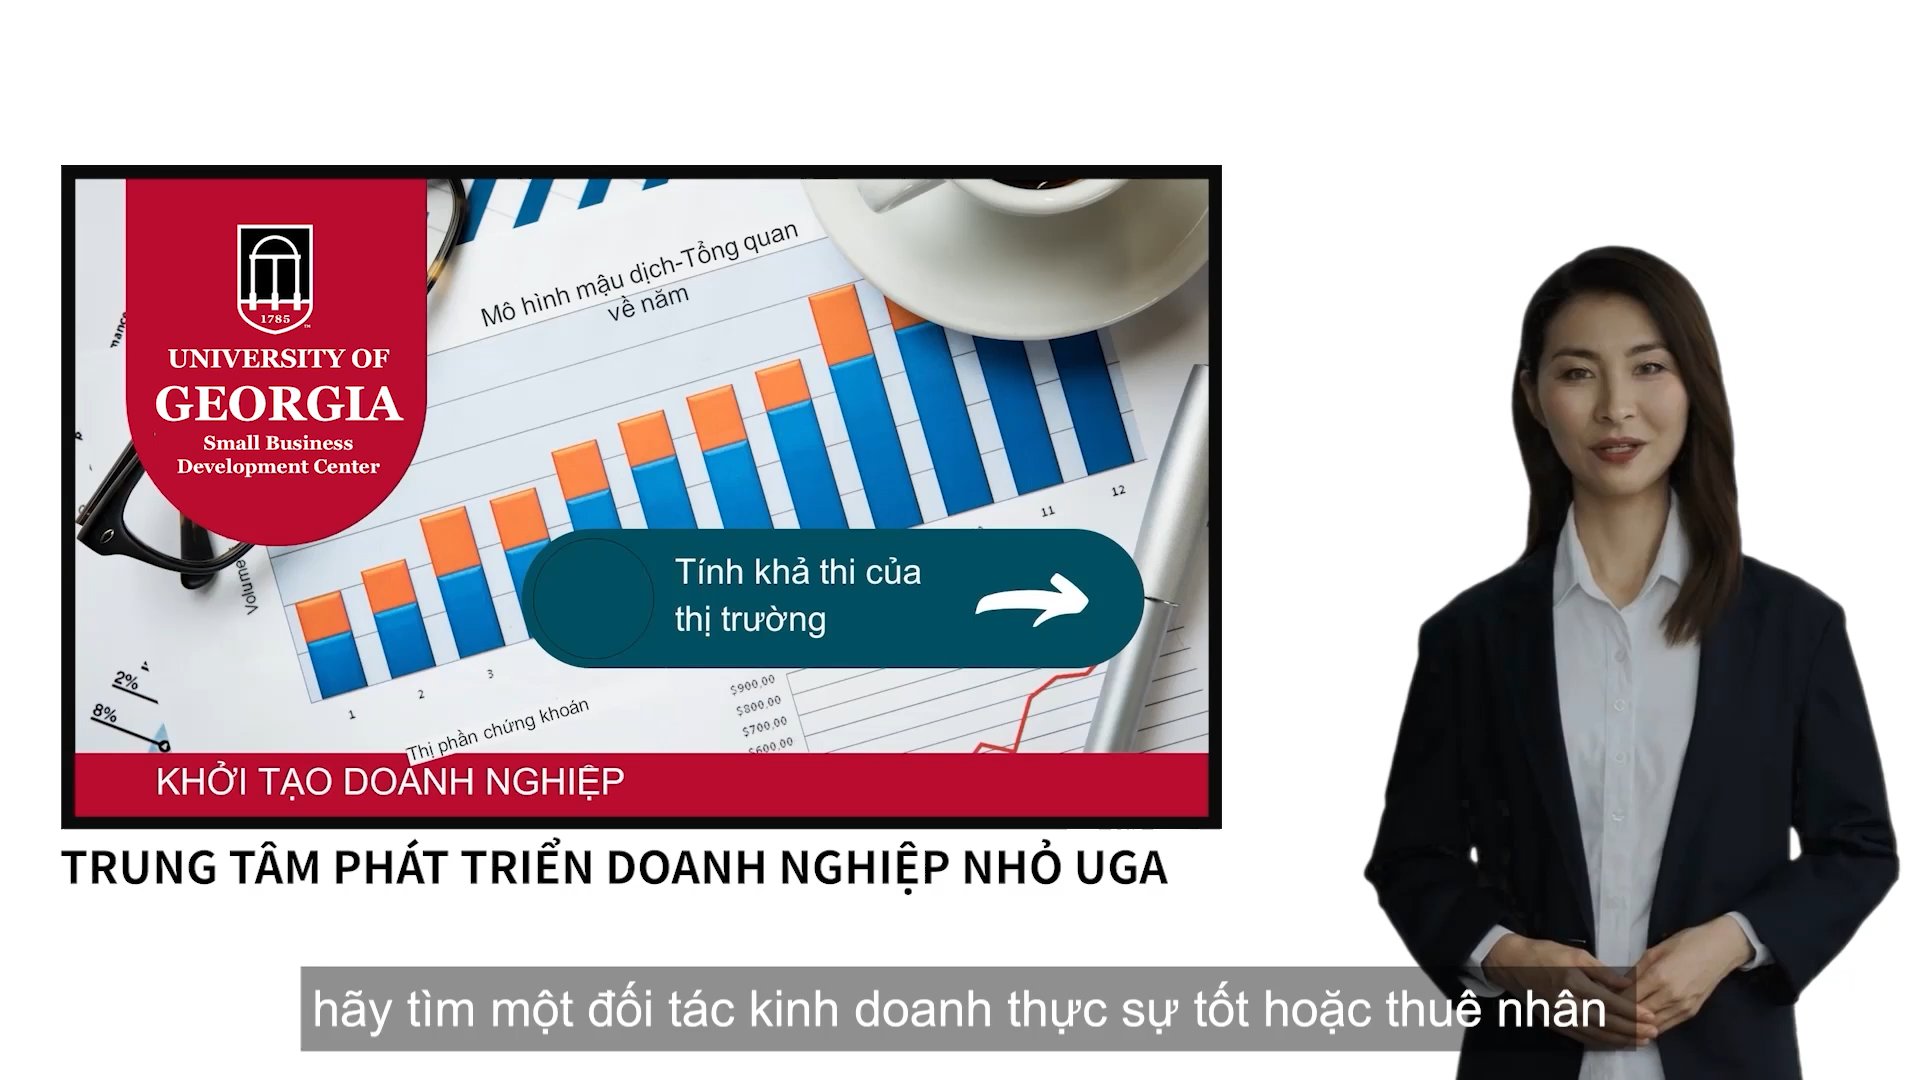 Mô hình mậu dịch-Tổng quan
về năm
1785
UNIVERSITY OF
GEORGIA
Small Business
Development Center
Volume
12
11
Tính khả thi của
thị trường
3
2
1
2%
8%
$900,00
$800,00
$700,00
$600,00
Thị phần chứng khoán
KHỞI TẠO DOANH NGHIỆP
TRUNG TÂM PHÁT TRIỂN DOANH NGHIỆP NHỎ UGA
hãy tìm một đối tác kinh doanh thực sự tốt hoặc thuê nhân